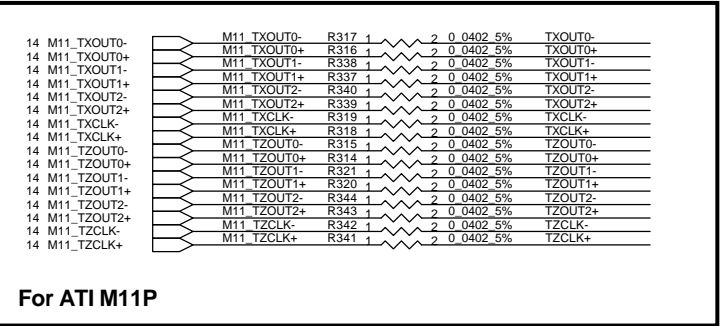 14 M11_TXOUT0- M11_TXOUT0- R317 1 2 0_0402_5% TXOUT0-
14 M11_TXOUT0+ M11_TXOUT0+ R316 1 2 0_0402_5% TXOUT0+
14 M11_TXOUT1- M11_TXOUT1- R338 1 2 0_0402_5% TXOUT1-
14 M11_TXOUT1+ M11_TXOUT1+ R337 1 2 0_0402_5% TXOUT1+
14 M11_TXOUT2- M11_TXOUT2- R340 1 2 0_0402_5% TXOUT2-
14 M11_TXOUT2+ M11_TXOUT2+ R339 1 2 0_0402_5% TXOUT2+
14 M11_TXCLK- M11_TXCLK- R319 1 2 0_0402_5% TXCLK-
14 M11_TXCLK+ M11_TXCLK+ R318 1 2 0_0402_5% TXCLK+
14 M11_TZOUT0- M11_TZOUT0- R315 1 2 0_0402_5% TZOUT0-
14 M11_TZOUT0+ M11_TZOUT0+ R314 1 2 0_0402_5% TZOUT0+
14 M11_TZOUT1- M11_TZOUT1- R321 1 2 0_0402_5% TZOUT1-
14 M11_TZOUT1+ M11_TZOUT1+ R320 1 2 0_0402_5% TZOUT1+
14 M11_TZOUT2- M11_TZOUT2- R344 1 2 0_0402_5% TZOUT2-
14 M11_TZOUT2+ M11_TZOUT2+ R343 1 2 0_0402_5% TZOUT2+
14 M11_TZCLK- M11_TZCLK- R342 1 2 0_0402_5% TZCLK-
14 M11_TZCLK+ M11_TZCLK+ R341 1 2 0_0402_5% TZCLK+
For ATI M11P